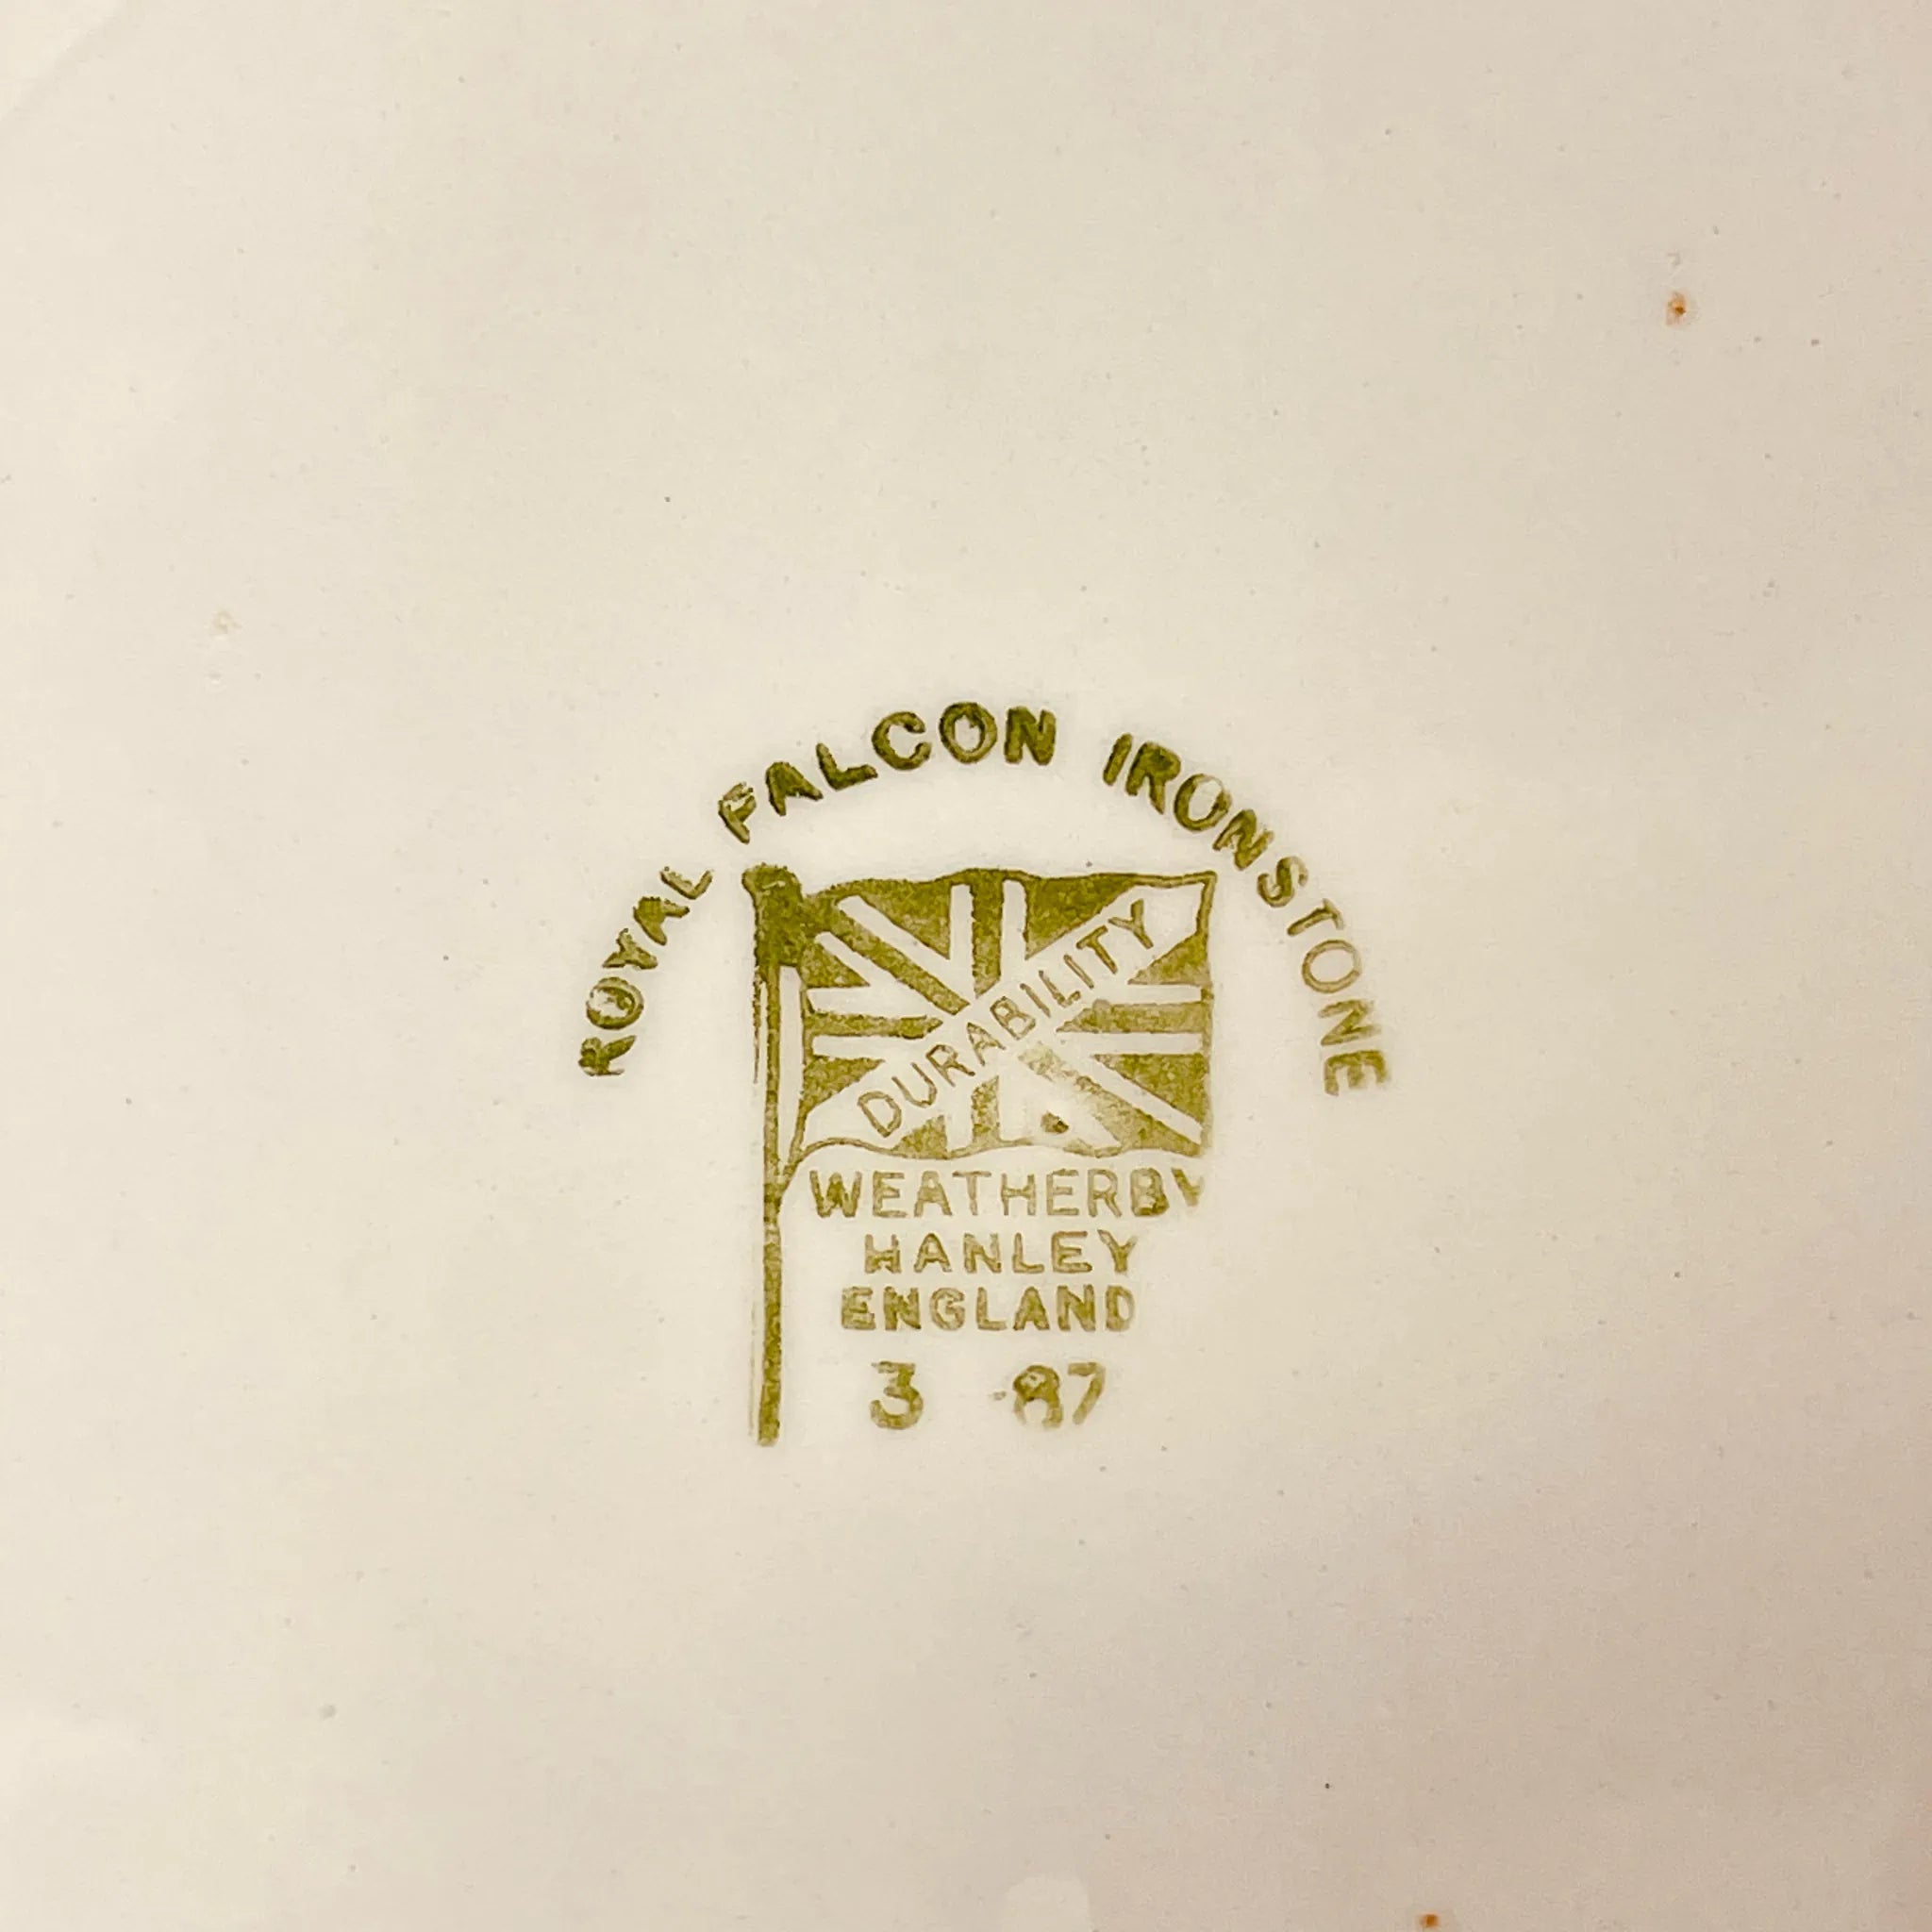 ROYAL FALCON IRONSTONE
DURABILITY
WEATHERBY
HANLEY
ENGLAND
3 87